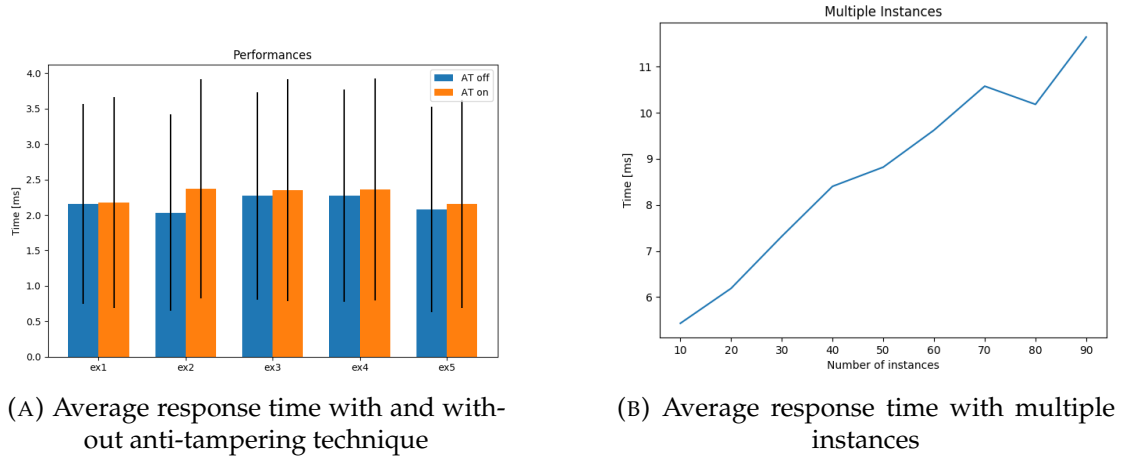 Performances
4.0
3.5
3.0
2.5
2.0
1.5
1.0
0.5
0.0
Time [ms]
AT off
AT on
ex1 ex2 ex3 ex4 ex5
(A) Average response time with and with-
out anti-tampering technique
Multiple Instances
11
10
9
8
7
6
Time [ms]
10 20 30 40 50 60 70 80 90
Number of instances
(B) Average response time with multiple
instances